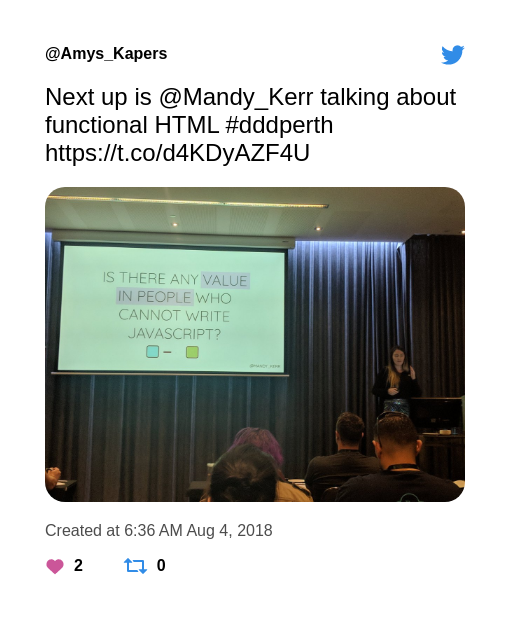 @Amys_Kapers
Next up is @Mandy_Kerr talking about
functional HTML #dddperth
https://t.co/d4KDyAZF4U
IS THERE ANY VALUE
IN PEOPLE WHO
CANNOT WRITE
JAVASCRIPT?
Created at 6:36 AM Aug 4, 2018
2
0